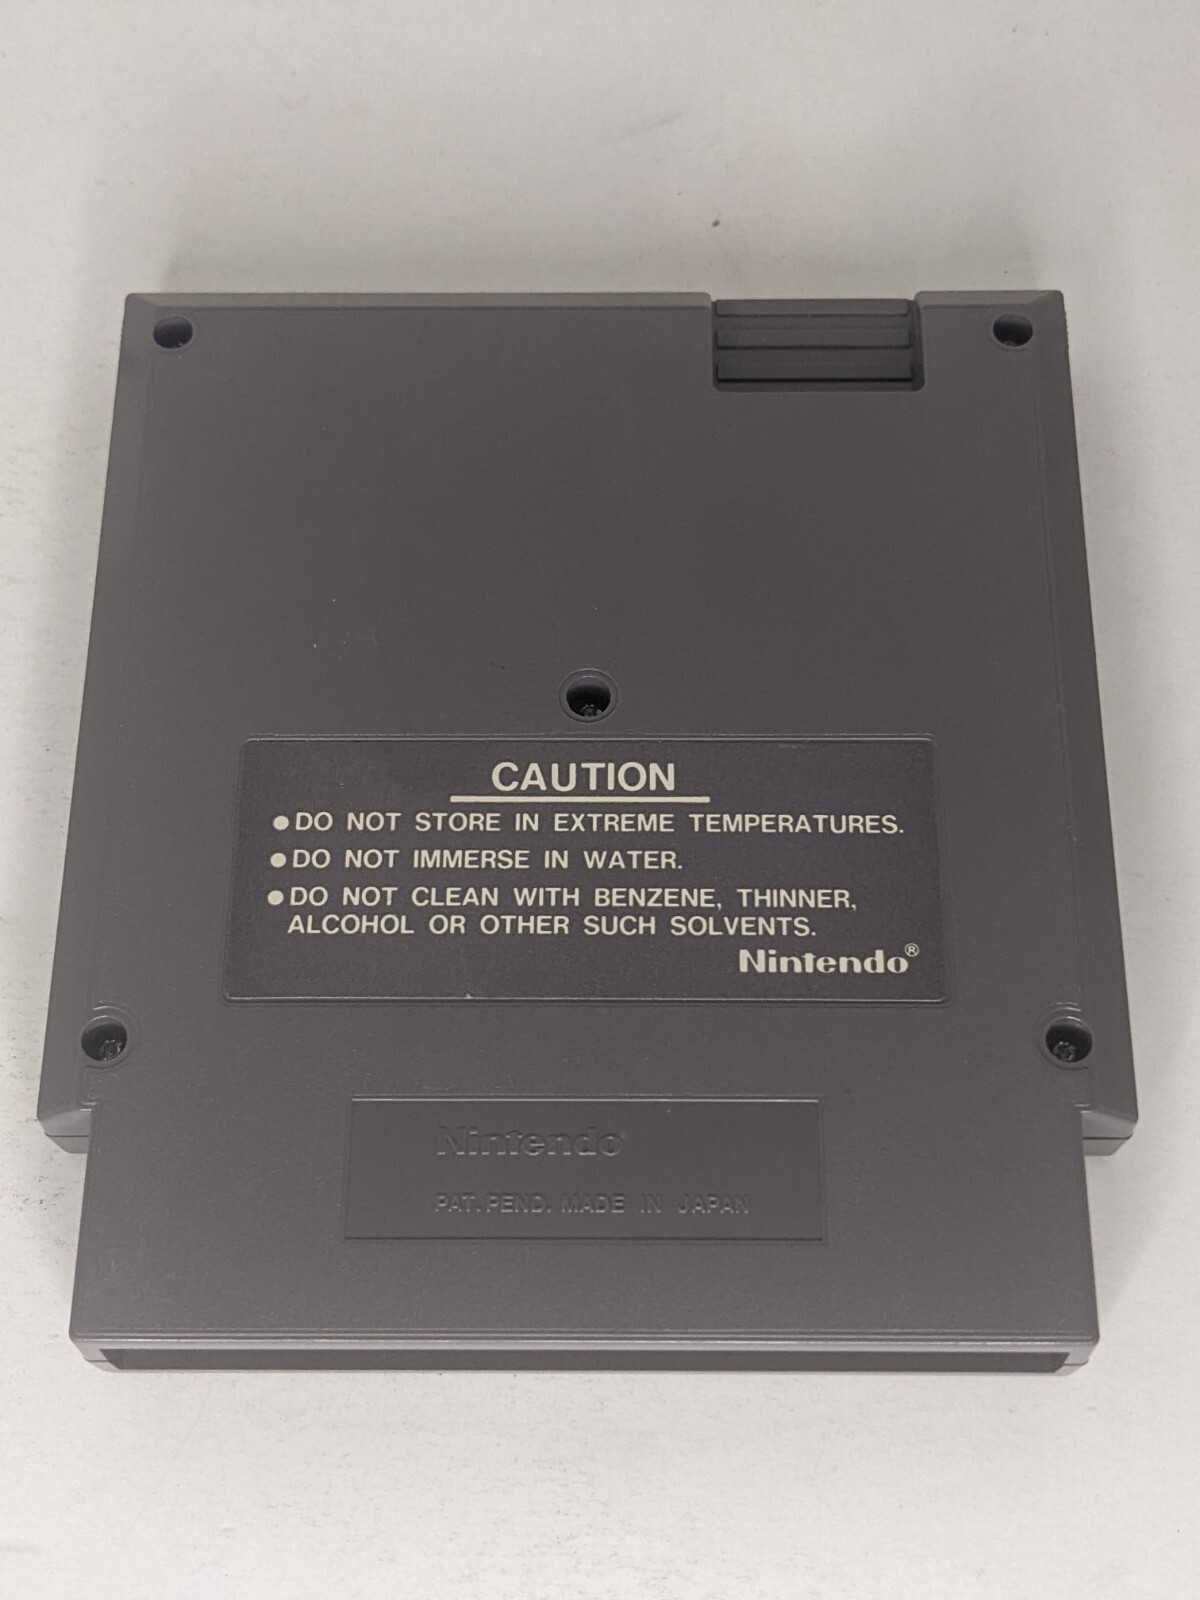 CAUTION
●DO NOT STORE IN EXTREME TEMPERATURES.
●DO NOT IMMERSE IN WATER.
●DO NOT CLEAN WITH BENZENE, THINNER,
ALCOHOL OR OTHER SUCH SOLVENTS.
Nintendo®
Nintendo
PAT. PEND. MADE IN JAPAN